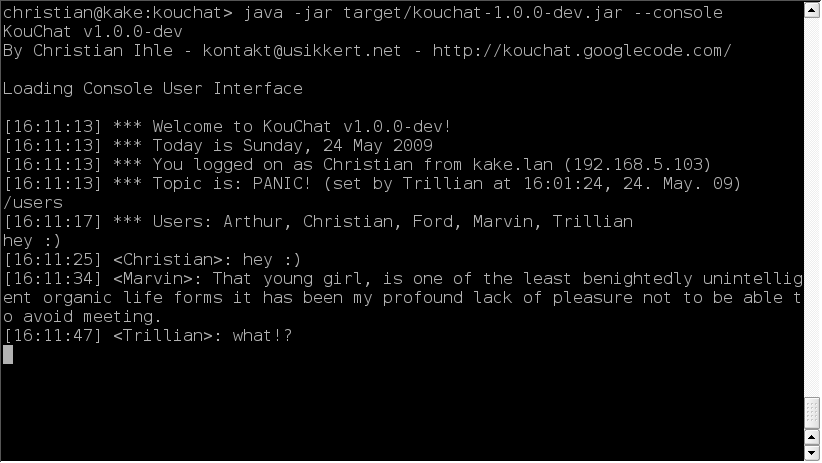 christian@kake:kouchat> java -jar target/kouchat-1.0.0-dev.jar --console
KouChat v1.0.0-dev
By Christian Ihle - kontakt@usikkert.net - http://kouchat.googlecode.com/
Loading Console User Interface
[16:11:13] *** Welcome to KouChat v1.0.0-dev!
[16:11:13] *** Today is Sunday, 24 May 2009
[16:11:13] *** You logged on as Christian from kake.lan (192.168.5.103)
[16:11:13] *** Topic is: PANIC! (set by Trillian at 16:01:24, 24. May. 09)
/users
[16:11:17] *** Users: Arthur, Christian, Ford, Marvin, Trillian
hey :)
[16:11:25] <Christian>: hey :)
[16:11:34] <Marvin>: That young girl, is one of the least benightedly unintellig
ent organic life forms it has been my profound lack of pleasure not to be able t
o avoid meeting.
[16:11:47] <Trillian>: what!?